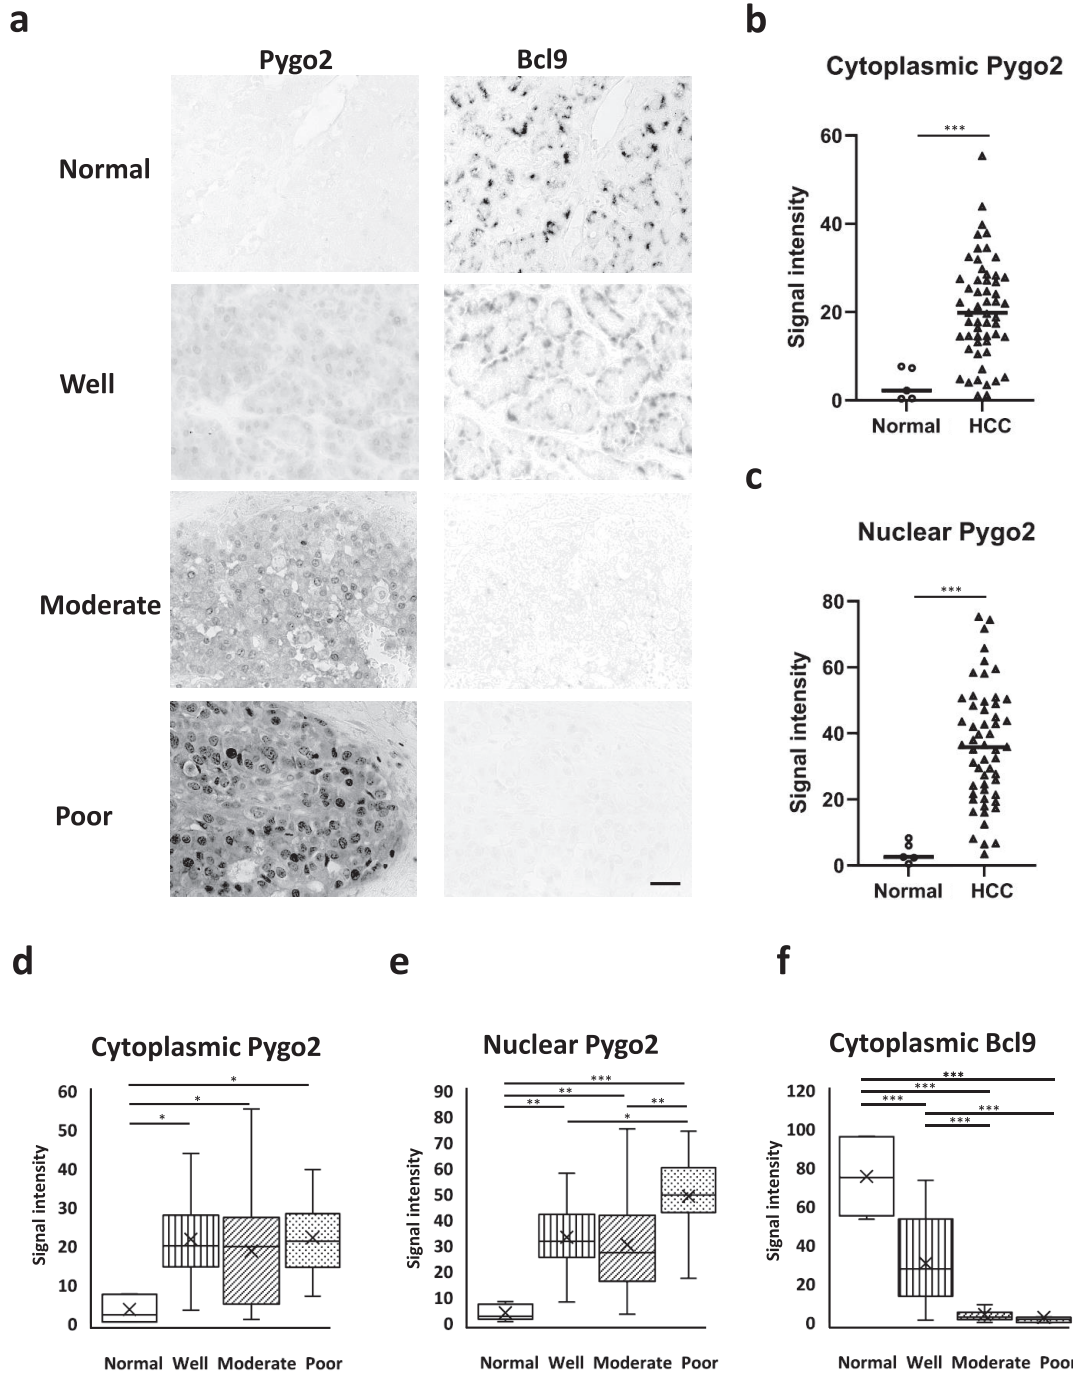 a
Pygo2 Bcl9
Normal
Well
Moderate
Poor
b
Cytoplasmic Pygo2
***
Signal intensity
60
40
20
0
Normal HCC
c
Nuclear Pygo2
***
Signal intensity
80
60
40
20
0
Normal HCC
d
Cytoplasmic Pygo2
*
*
*
Signal intensity
60
50
40
30
20
10
0
Normal Well Moderate Poor
e
Nuclear Pygo2
***
**
** **
*
Signal intensity
90
80
70
60
50
40
30
20
10
0
Normal Well Moderate Poor
f
Cytoplasmic Bcl9
***
***
***
***
***
Signal intensity
120
100
80
60
40
20
0
Normal Well Moderate Poor